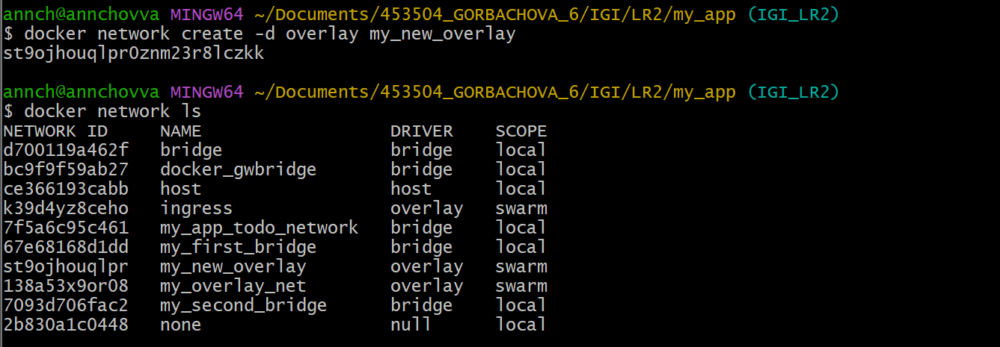 annch@annchovva MINGW64 ~/Documents/453504_GORBACHOVA_6/IGI/LR2/my_app (IGI_LR2)
$ docker network create -d overlay my_new_overlay
st9ojhouqlpr0znm23r8lczkk

annch@annchovva MINGW64 ~/Documents/453504_GORBACHOVA_6/IGI/LR2/my_app (IGI_LR2)
$ docker network ls
NETWORK ID     NAME                  DRIVER    SCOPE
d700119a462f   bridge                bridge    local
bc9f9f59ab27   docker_gwbridge       bridge    local
ce366193cabb   host                  host      local
k39d4yz8ceho   ingress               overlay   swarm
7f5a6c95c461   my_app_todo_network   bridge    local
67e68168d1dd   my_first_bridge       bridge    local
st9ojhouqlpr   my_new_overlay        overlay   swarm
138a53x9or08   my_overlay_net        overlay   swarm
7093d706fac2   my_second_bridge      bridge    local
2b830a1c0448   none                  null      local